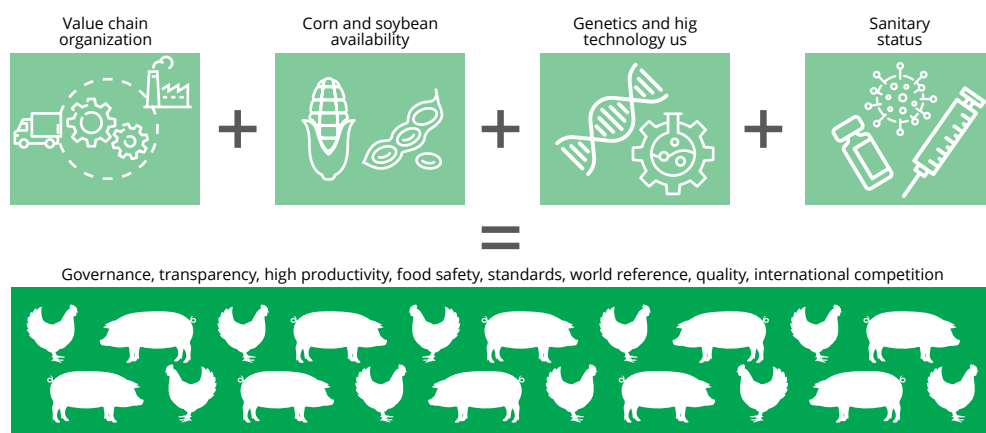 Value chain
organization
Corn and soybean
availability
Genetics and hig
technology us
Sanitary
status
Governance, transparency, high productivity, food safety, standards, world reference, quality, international competition